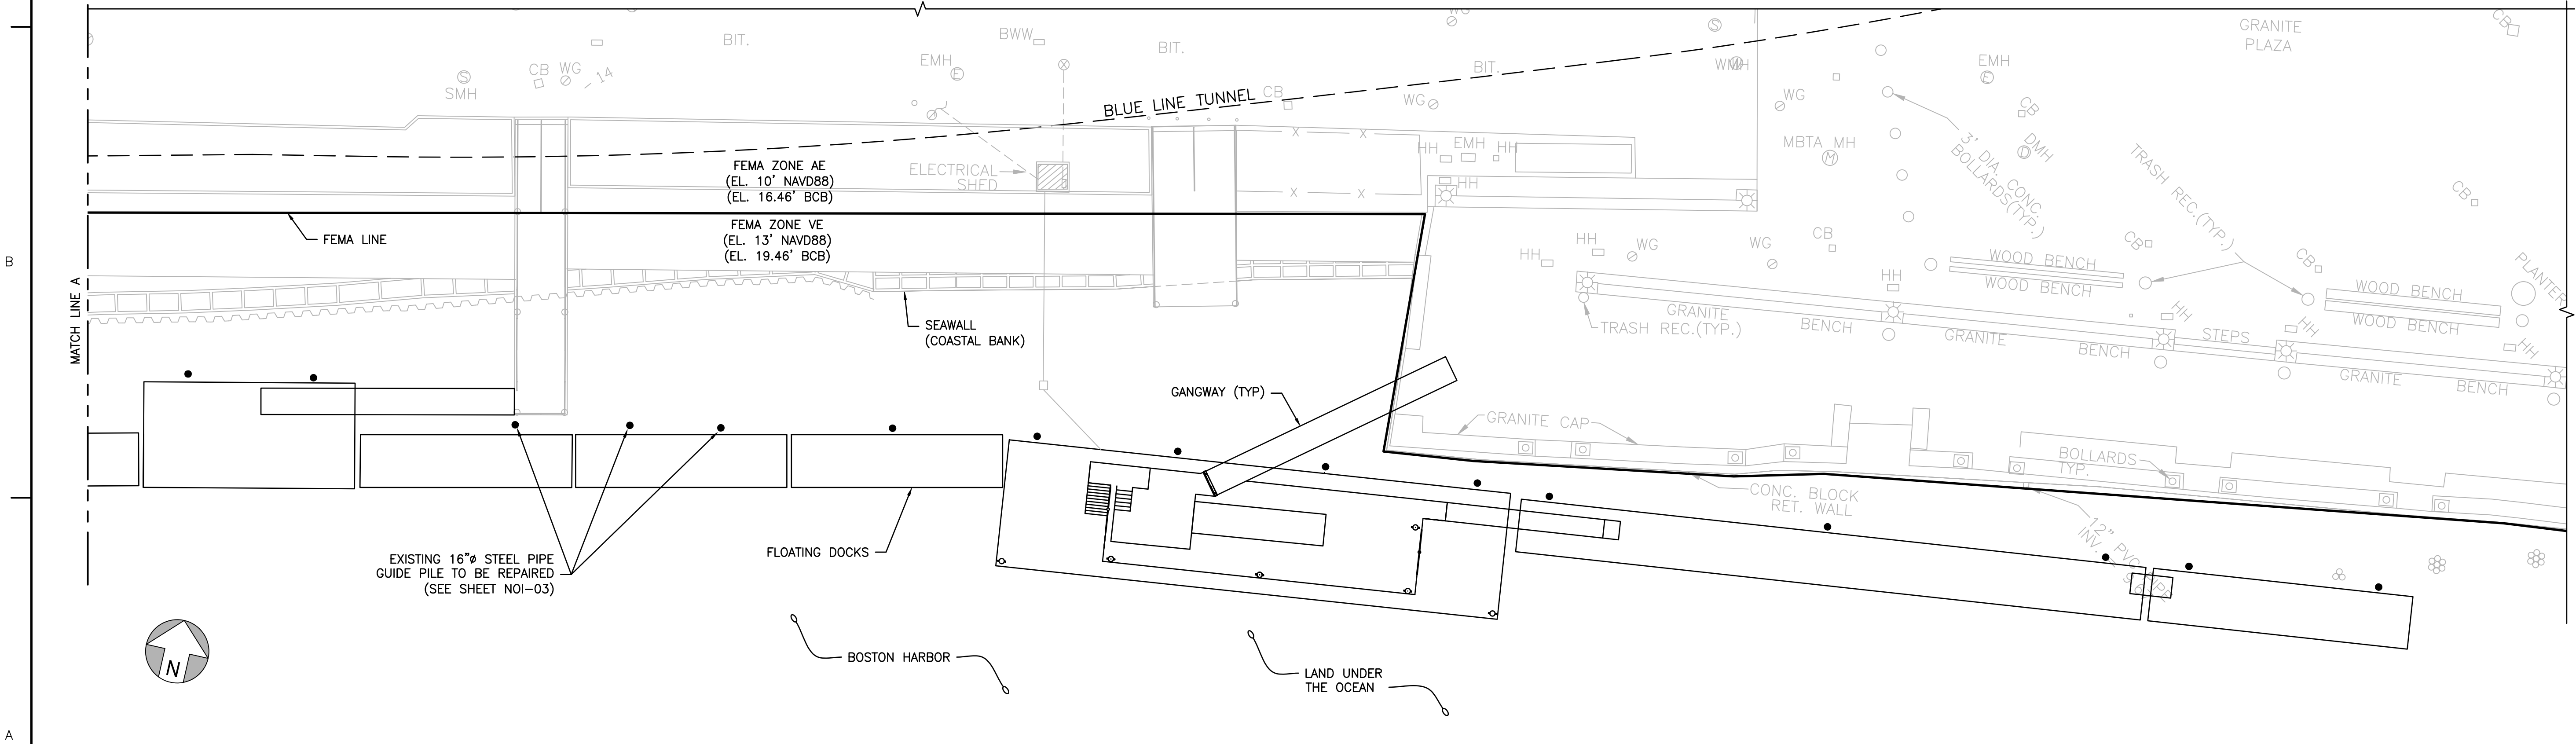 WG
S
GRANITE
PLAZA
CB
BIT.
BWW
BIT.
BIT.
WMH
EMH
E
SMH
S
CB
WG
- 14
EMH
E
BLUE LINE TUNNEL
CB
WG
WG
CB
MBTA MH
M
DMH
D
3' DIA. CONC.
BOLLARDS(TYP.)
TRASH REC.(TYP.)
CB
FEMA ZONE AE
(EL. 10' NAVD88)
(EL. 16.46' BCB)
ELECTRICAL
SHED
X
X
X
X
HH
EMH
HH
HH
FEMA LINE
FEMA ZONE VE
(EL. 13' NAVD88)
(EL. 19.46' BCB)
HH
HH
WG
WG
CB
HH
WOOD BENCH
WOOD BENCH
CB
CB
PLANTER
WOOD BENCH
WOOD BENCH
B
MATCH LINE A
SEAWALL
(COASTAL BANK)
TRASH REC.(TYP.)
GRANITE
BENCH
GRANITE
BENCH
HH
STEPS
HH
HH
GRANITE
BENCH
GANGWAY (TYP)
GRANITE CAP
BOLLARDS
TYP.
CONC. BLOCK
RET. WALL
12" PVC PIPE
INV.
EXISTING 16"Ø STEEL PIPE
GUIDE PILE TO BE REPAIRED
(SEE SHEET NOI-03)
FLOATING DOCKS
N
BOSTON HARBOR
LAND UNDER
THE OCEAN
A